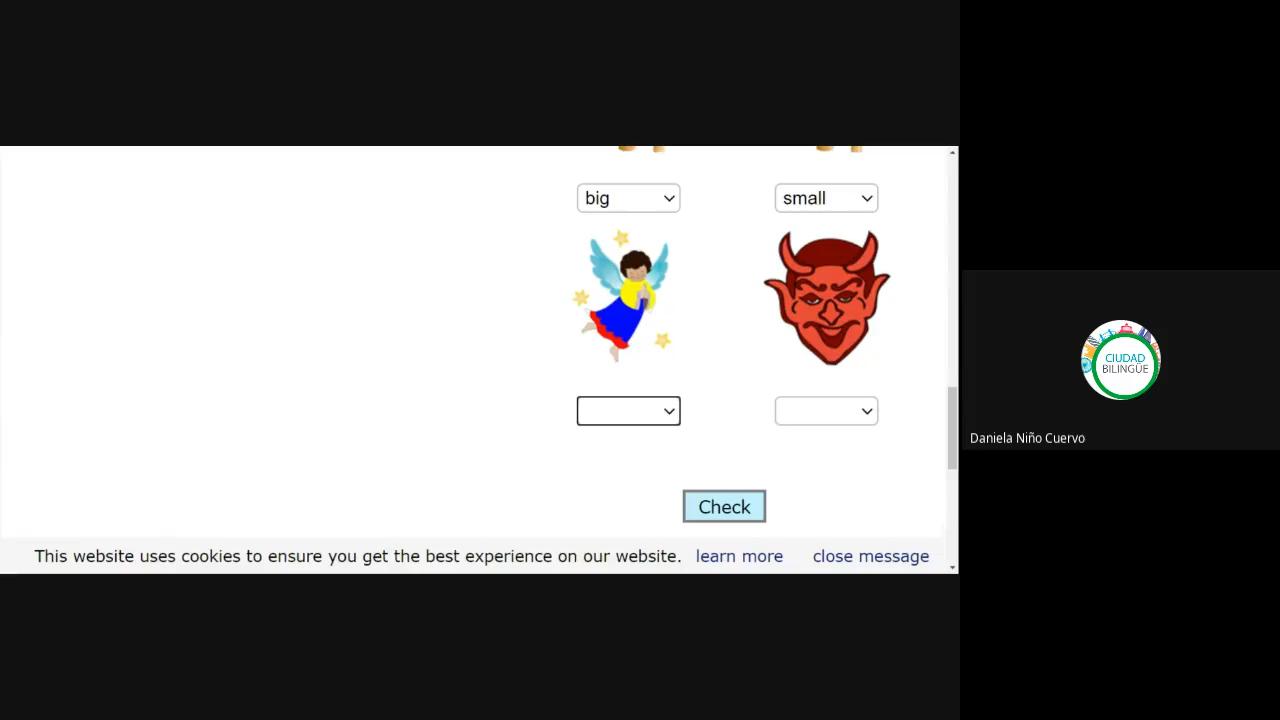 big
small
CIUDAD
BILINGÜE
Daniela Niño Cuervo
Check
This website uses cookies to ensure you get the best experience on our website. learn more close message